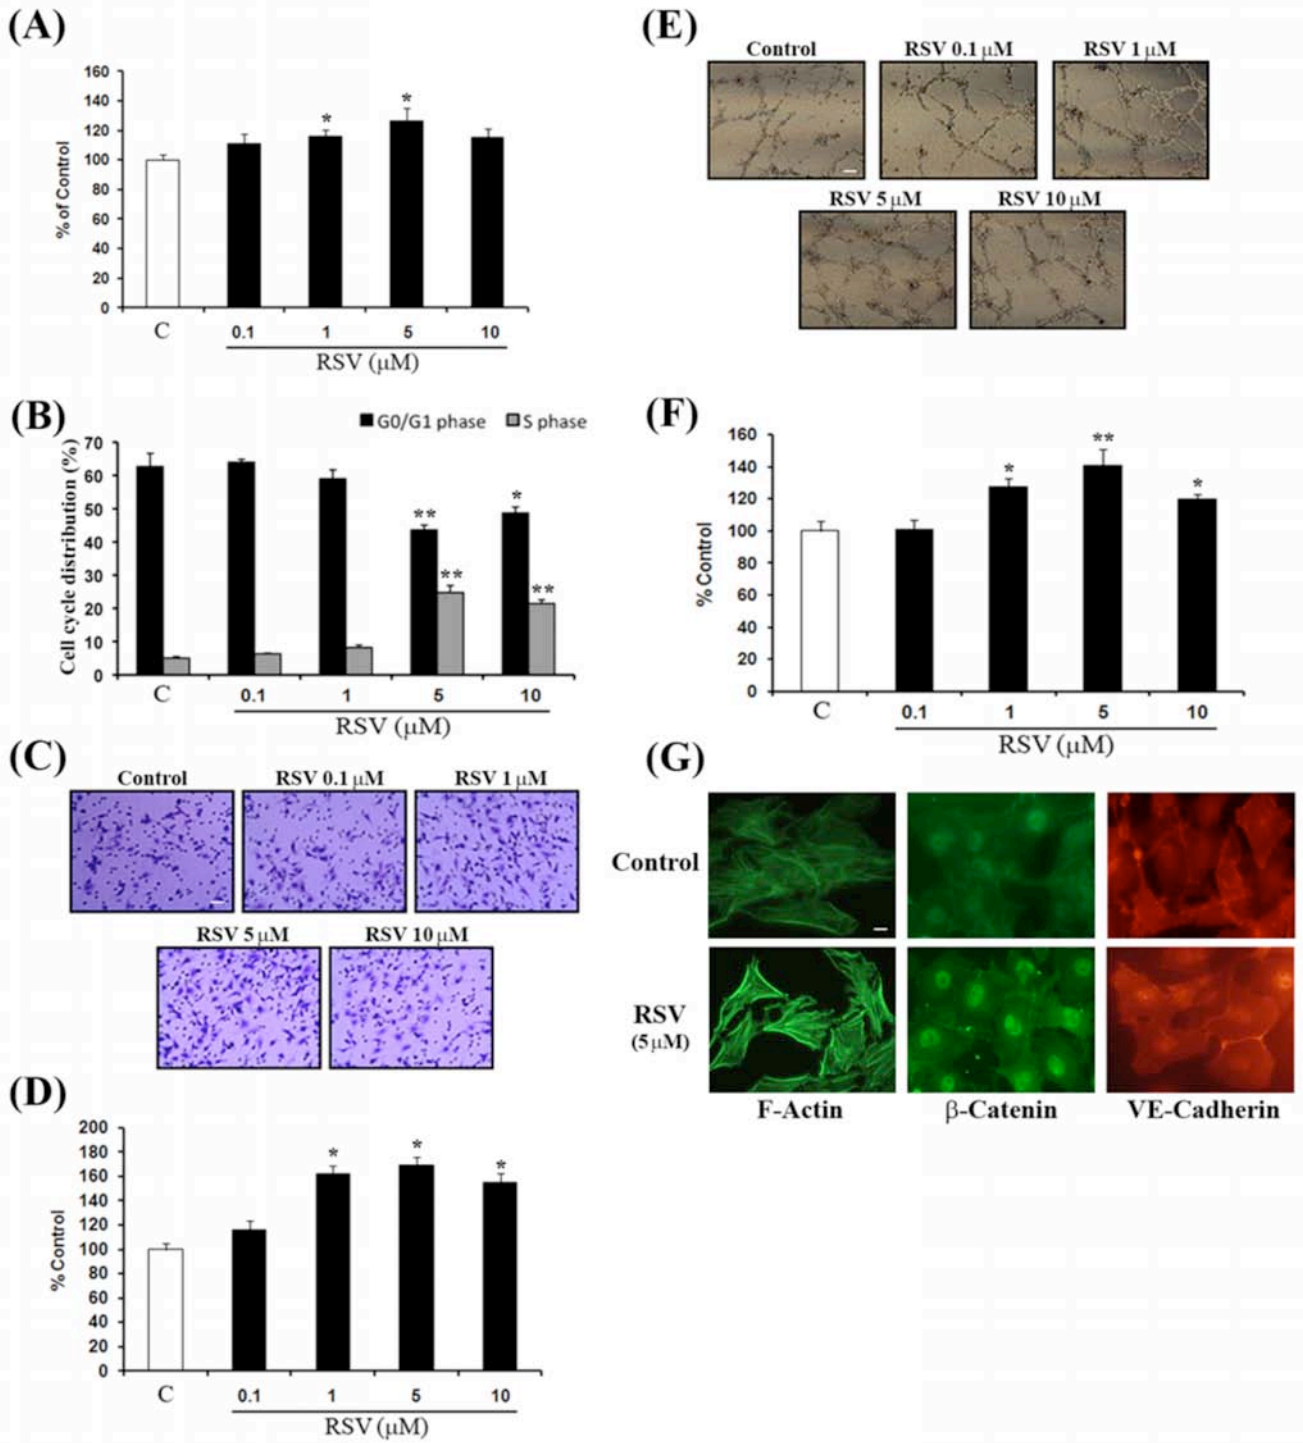 (A)
160
140
120
100
80
60
40
20
0
% of Control
* *
C 0.1 1 5 10
RSV (μM)
(B)
G0/G1 phase S phase
70
60
50
40
30
20
10
0
Cell cycle distribution (%)
** ** * **
C 0.1 1 5 10
RSV (μM)
(C)
Control RSV 0.1 μM RSV 1 μM
RSV 5 μM RSV 10 μM
(D)
200
180
160
140
120
100
80
60
40
20
0
% Control
* * *
C 0.1 1 5 10
RSV (μM)
(E)
Control RSV 0.1 μM RSV 1 μM
RSV 5 μM RSV 10 μM
(F)
160
140
120
100
80
60
40
20
0
% Control
* ** *
C 0.1 1 5 10
RSV (μM)
(G)
Control
RSV
(5 μM)
F-Actin β-Catenin VE-Cadherin